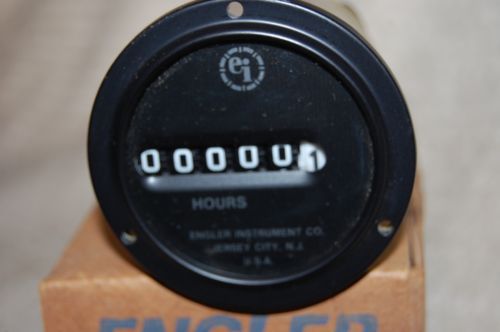 ei
000001
HOURS
ENGLER INSTRUMENT CO.
JERSEY CITY, N.J.
U.S.A.
ENGLER